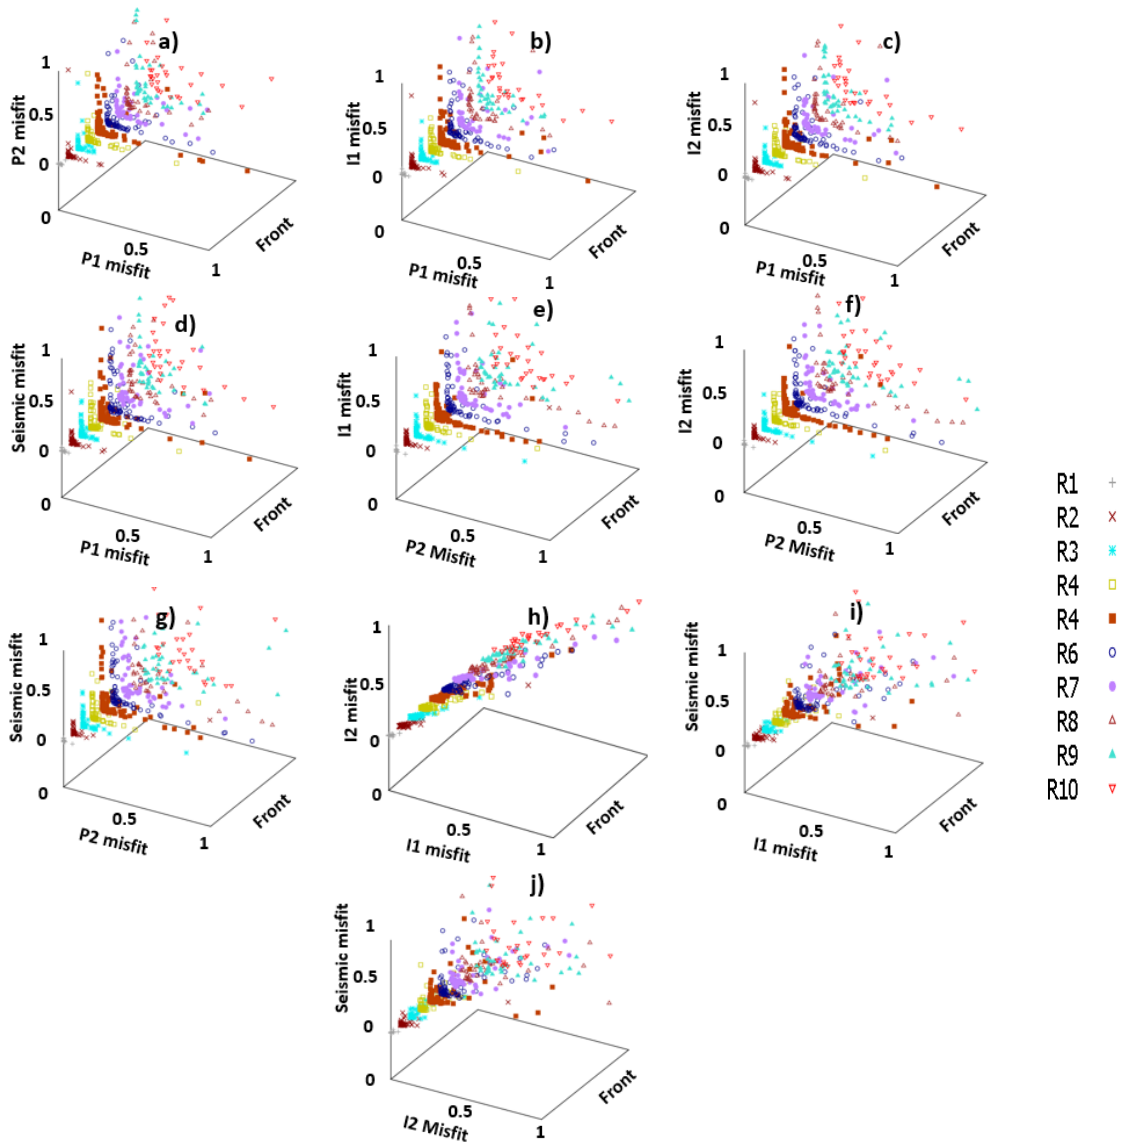 a)
1
0.5
0
0
P2 misfit
P1 misfit
0.5
1
Front
b)
1
0.5
0
0
I1 misfit
P1 misfit
0.5
1
Front
c)
1
0.5
0
0
I2 misfit
P1 misfit
0.5
1
Front
d)
1
0.5
0
0
Seismic misfit
P1 misfit
0.5
1
Front
e)
1
0.5
0
0
I1 misfit
P2 Misfit
0.5
1
Front
f)
1
0.5
0
0
I2 misfit
P2 Misfit
0.5
1
Front
g)
1
0.5
0
0
Seismic misfit
P2 misfit
0.5
1
Front
h)
1
0.5
0
0
I2 misfit
I1 misfit
0.5
1
Front
i)
1
0.5
0
0
Seismic misfit
I1 misfit
0.5
1
Front
j)
1
0.5
0
0
Seismic misfit
I2 Misfit
0.5
1
Front
R1
R2
R3
R4
R4
R6
R7
R8
R9
R10